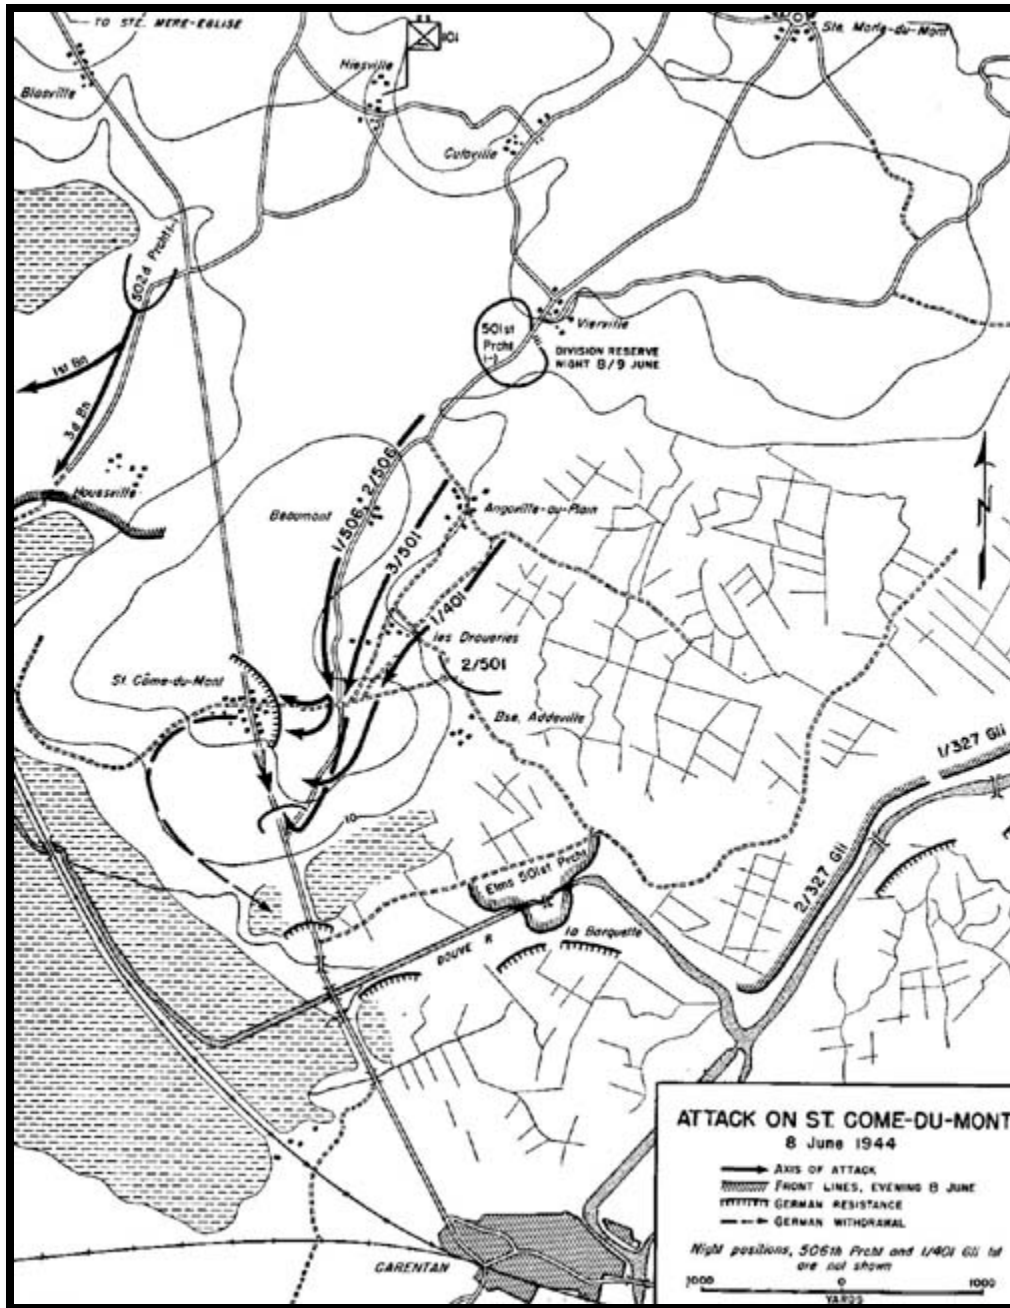 TO STE. MERE-EGLISE
101
Ste. Marie-du-Mont
Hiesville
Blosville
Culoville
502d Prcht (-)
Vierville
501st
Prcht
(-)
DIVISION RESERVE
NIGHT 8/9 JUNE
1st Bn
3d Bn
Houesville
Beaumont
1/506 • 2/506
3/501
Angoville-au-Plain
1/401
les Droueries
2/501
St. Côme-du-Mont
Bse. Addeville
1/327 Gli
2/327 Gli
10
Elms 501st Prcht
la Barquette
DOUVE R
N
ATTACK ON ST. COME-DU-MONT
8 June 1944
AXIS OF ATTACK
FRONT LINES, EVENING 8 JUNE
GERMAN RESISTANCE
GERMAN WITHDRAWAL
Night positions, 506th Prcht and 1/401 Gli Inf
are not shown
1000 0 1000
YARDS
CARENTAN